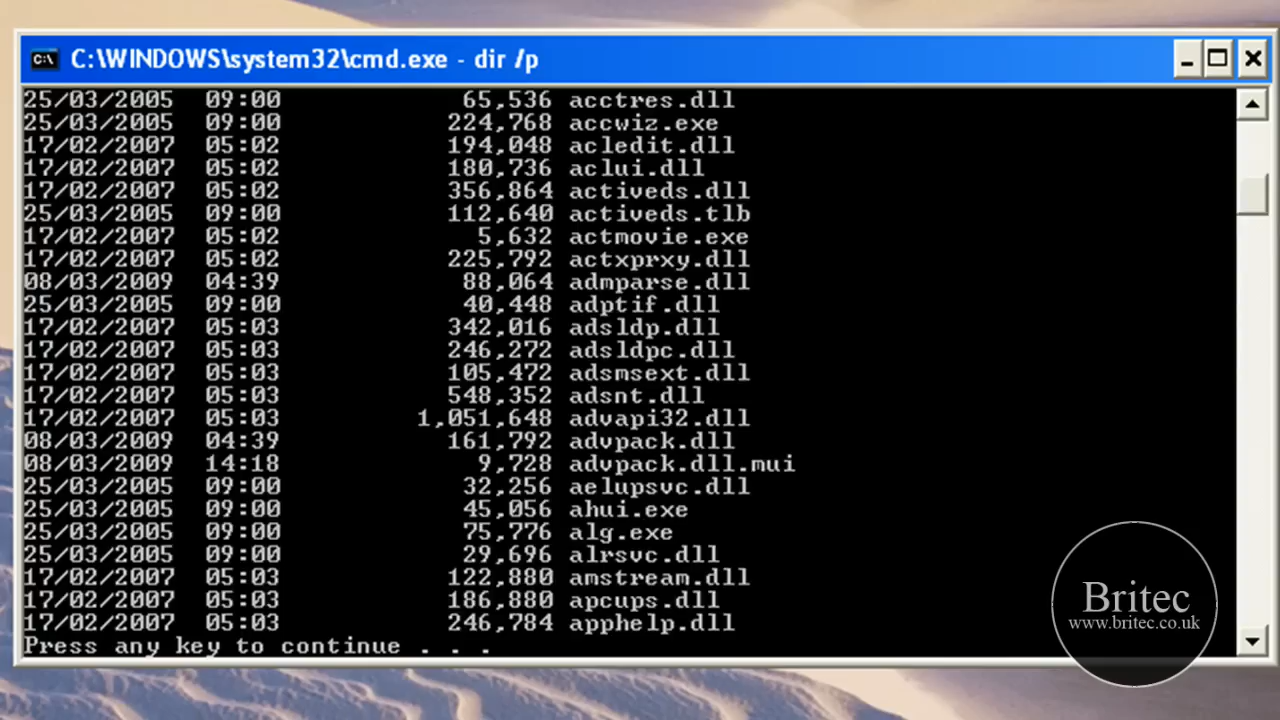 C:\WINDOWS\system32\cmd.exe - dir /p
25/03/2005 09:00 65,536 acctres.dll
25/03/2005 09:00 224,768 accwiz.exe
17/02/2007 05:02 194,048 acledit.dll
17/02/2007 05:02 180,736 aclui.dll
17/02/2007 05:02 356,864 activeds.dll
25/03/2005 09:00 112,640 activeds.tlb
17/02/2007 05:02 5,632 actmovie.exe
17/02/2007 05:02 225,792 actxprxy.dll
08/03/2009 04:39 88,064 admparse.dll
25/03/2005 09:00 40,448 adptif.dll
17/02/2007 05:03 342,016 adsldp.dll
17/02/2007 05:03 246,272 adsldpc.dll
17/02/2007 05:03 105,472 adsmsext.dll
17/02/2007 05:03 548,352 adsnt.dll
17/02/2007 05:03 1,051,648 advapi32.dll
08/03/2009 04:39 161,792 advpack.dll
08/03/2009 14:18 9,728 advpack.dll.mui
25/03/2005 09:00 32,256 aelupsvc.dll
25/03/2005 09:00 45,056 ahui.exe
25/03/2005 09:00 75,776 alg.exe
25/03/2005 09:00 29,696 alrsvc.dll
17/02/2007 05:03 122,880 amstream.dll
17/02/2007 05:03 186,880 apcups.dll
17/02/2007 05:03 246,784 apphelp.dll
Press any key to continue . . .
Britec
www.britec.co.uk